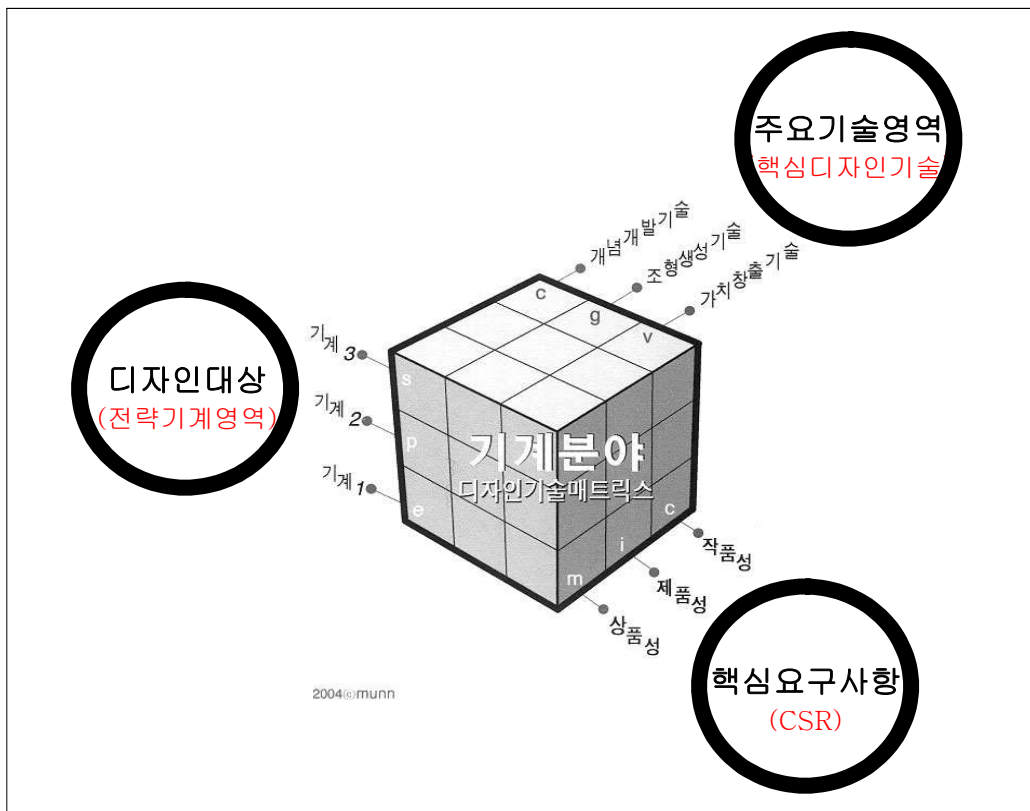 주요기술영역
(핵심디자인기술)
개념개발기술
조형생성기술
가치창출기술
c
g
v
디자인대상
(전략기계영역)
기계 3
기계 2
기계 1
s
p
e
기계분야
디자인기술매트릭스
m
i
c
작품성
제품성
상품성
핵심요구사항
(CSR)
2004(c)munn